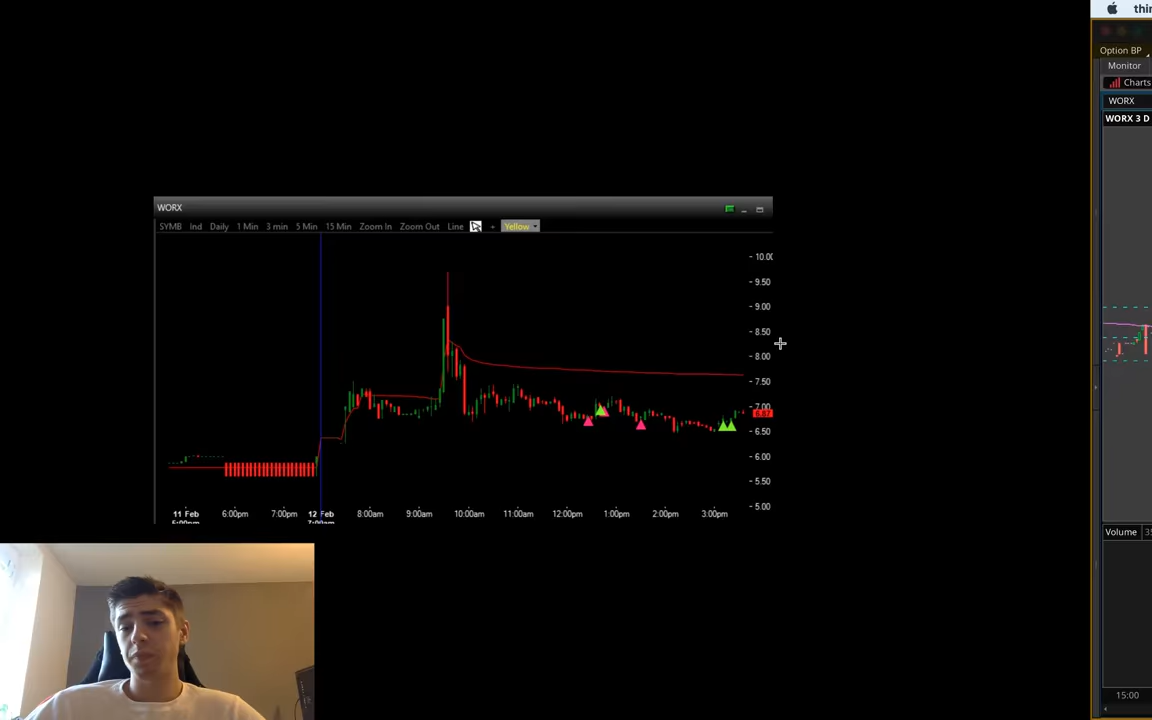 thi
Option BP
Monitor
Charts
WORX
WORX 3 D
WORX
SYMB Ind Daily 1 Min 3 min 5 Min 15 Min Zoom In Zoom Out Line + Yellow
10.00
9.50
9.00
8.50
8.00
7.50
7.00
6.87
6.50
6.00
5.50
5.00
11 Feb 6:00pm 7:00pm 12 Feb 8:00am 9:00am 10:00am 11:00am 12:00pm 1:00pm 2:00pm 3:00pm
Volume
15:00